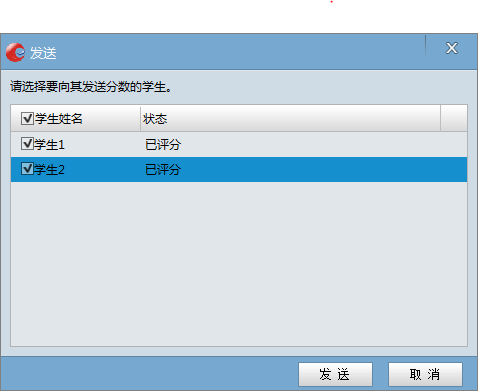 发送
请选择要向其发送分数的学生。
学生姓名 状态
学生1 已评分
学生2 已评分
发 送 取 消